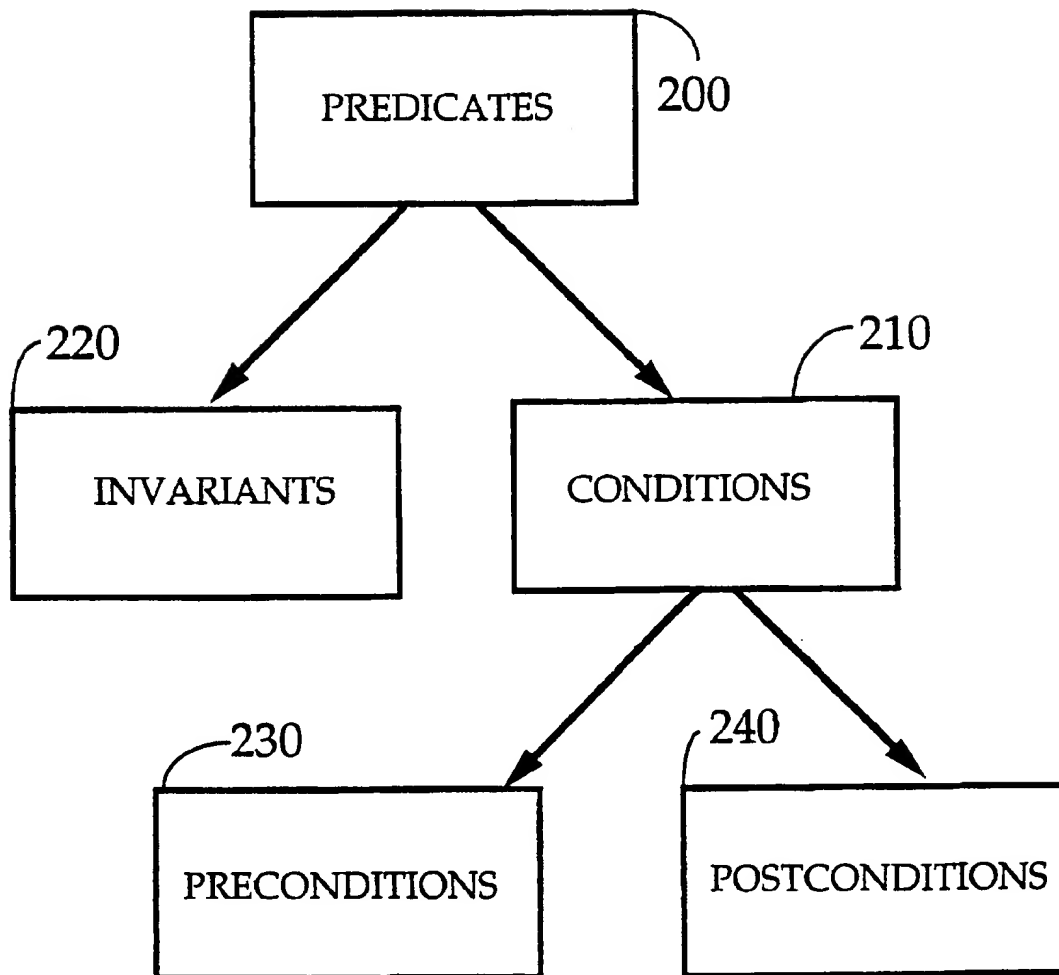 PREDICATES
200
220
210
INVARIANTS
CONDITIONS
230
240
PRECONDITIONS
POSTCONDITIONS